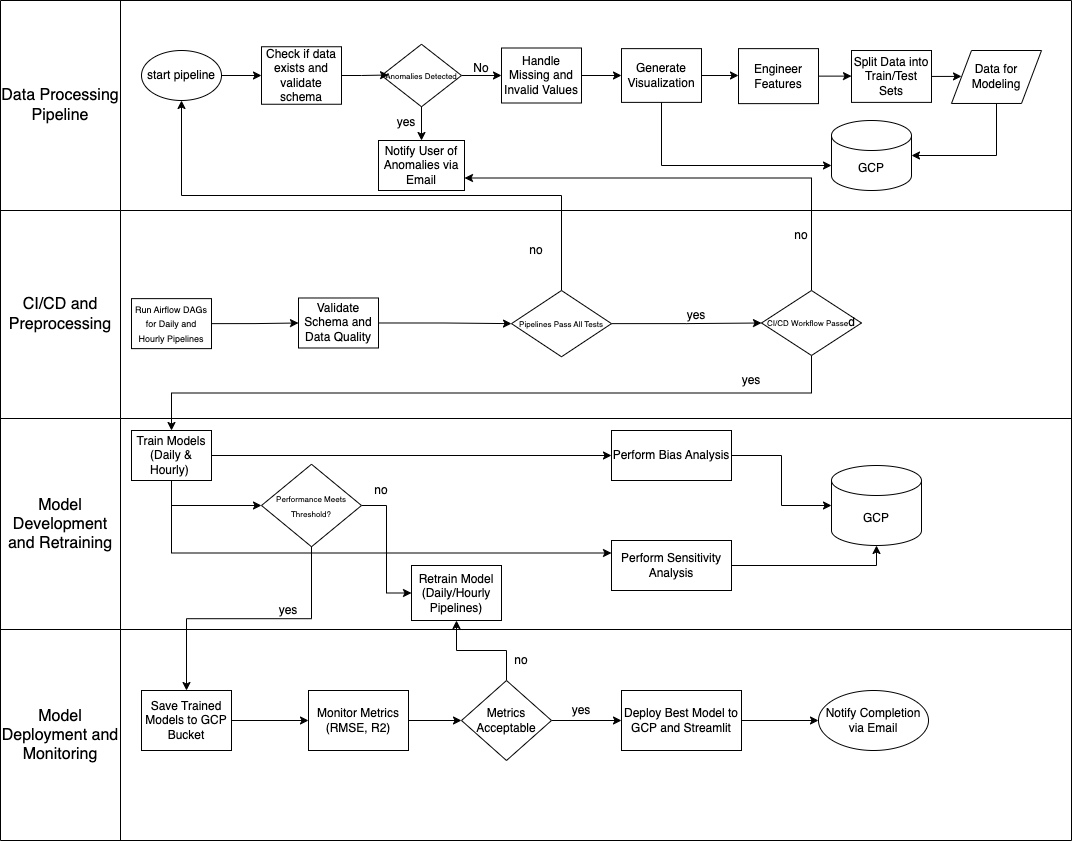 Data Processing
Pipeline
start pipeline
Check if data
exists and
validate
schema
Anomalies Detected
No
yes
Handle
Missing and
Invalid Values
Generate
Visualization
Engineer
Features
Split Data into
Train/Test
Sets
Data for
Modeling
Notify User of
Anomalies via
Email
GCP
CI/CD and
Preprocessing
no
no
Run Airflow DAGs
for Daily and
Hourly Pipelines
Validate
Schema and
Data Quality
Pipelines Pass All Tests
yes
CI/CD Workflow Passed
yes
Model
Development
and Retraining
Train Models
(Daily &
Hourly)
Performance Meets
Threshold?
no
yes
Perform Bias Analysis
GCP
Perform Sensitivity
Analysis
Retrain Model
(Daily/Hourly
Pipelines)
Model
Deployment and
Monitoring
Save Trained
Models to GCP
Bucket
Monitor Metrics
(RMSE, R2)
Metrics
Acceptable
no
yes
Deploy Best Model to
GCP and Streamlit
Notify Completion
via Email